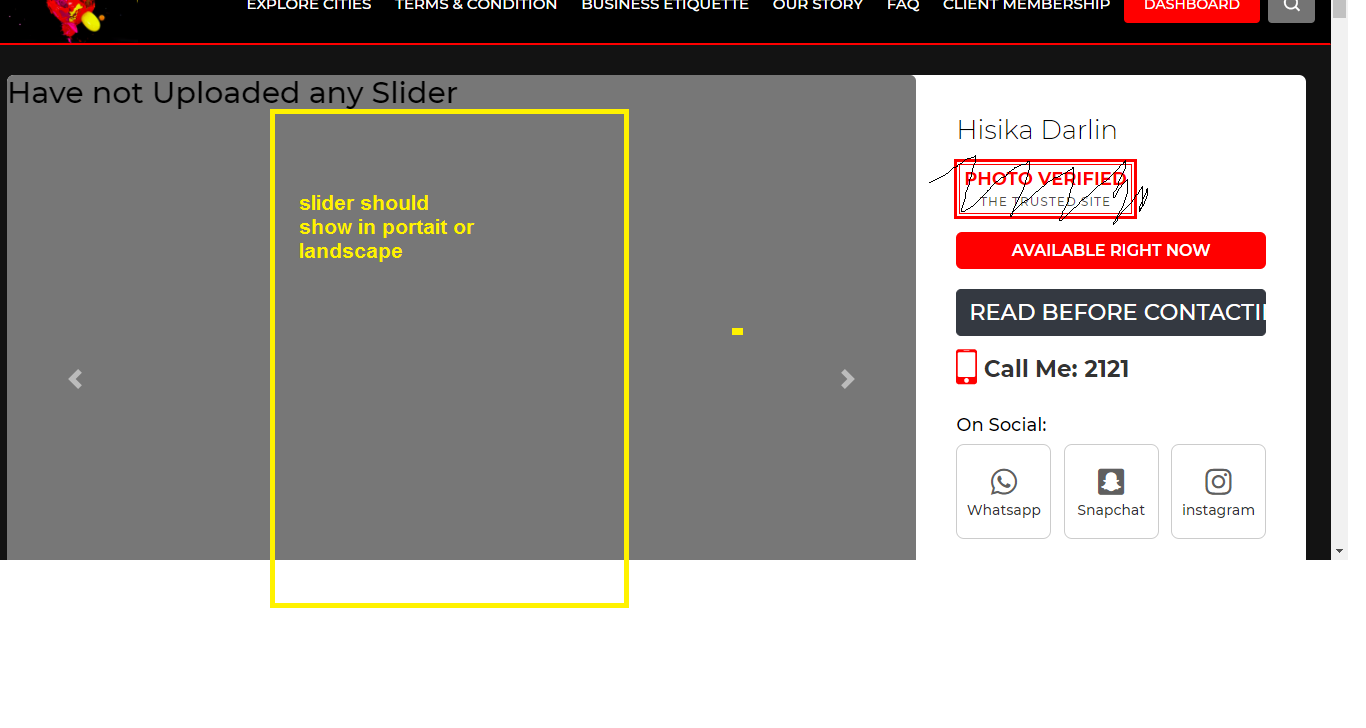 EXPLORE CITIES TERMS & CONDITION BUSINESS ETIQUETTE OUR STORY FAQ CLIENT MEMBERSHIP DASHBOARD
Have not Uploaded any Slider
slider should
show in portait or
landscape
Hisika Darlin
PHOTO VERIFIED
THE TRUSTED SITE
AVAILABLE RIGHT NOW
READ BEFORE CONTACTI
Call Me: 2121
On Social:
Whatsapp Snapchat instagram